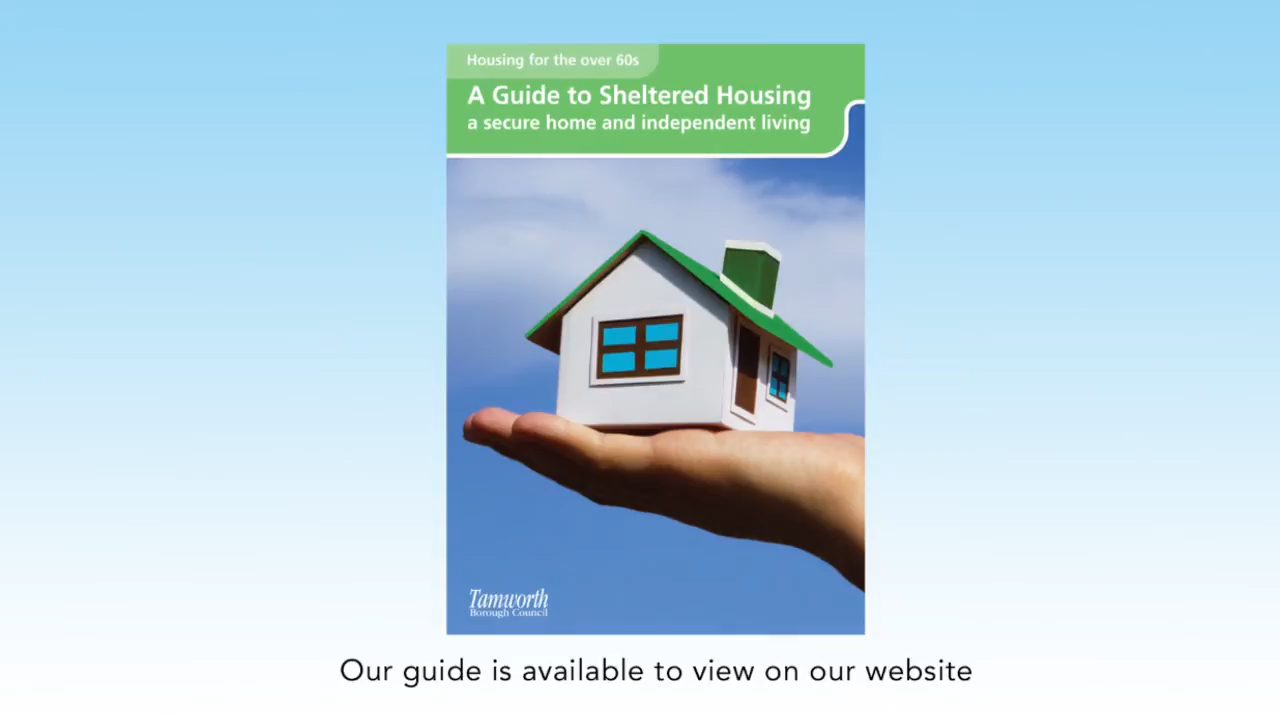 Housing for the over 60s
A Guide to Sheltered Housing
a secure home and independent living
Tamworth
Borough Council
Our guide is available to view on our website